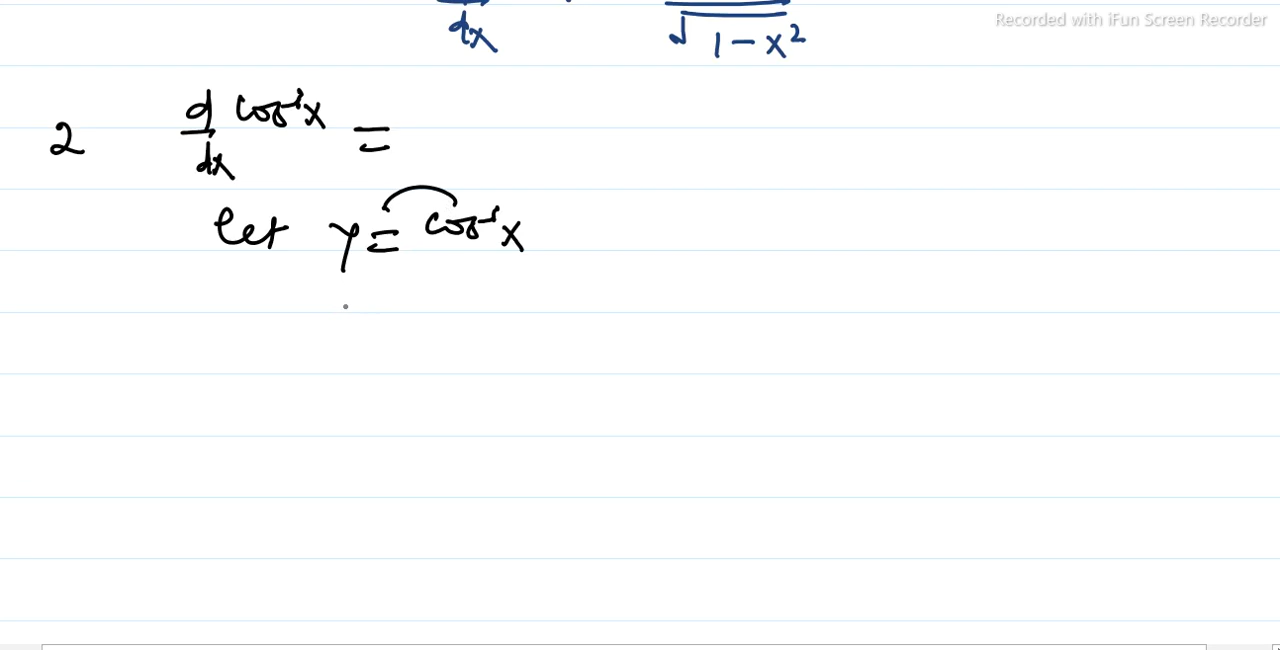 Recorded with iFun Screen Recorder
dx √1-x²
2 d/dx cos⁻¹x =
let y = cos⁻¹x